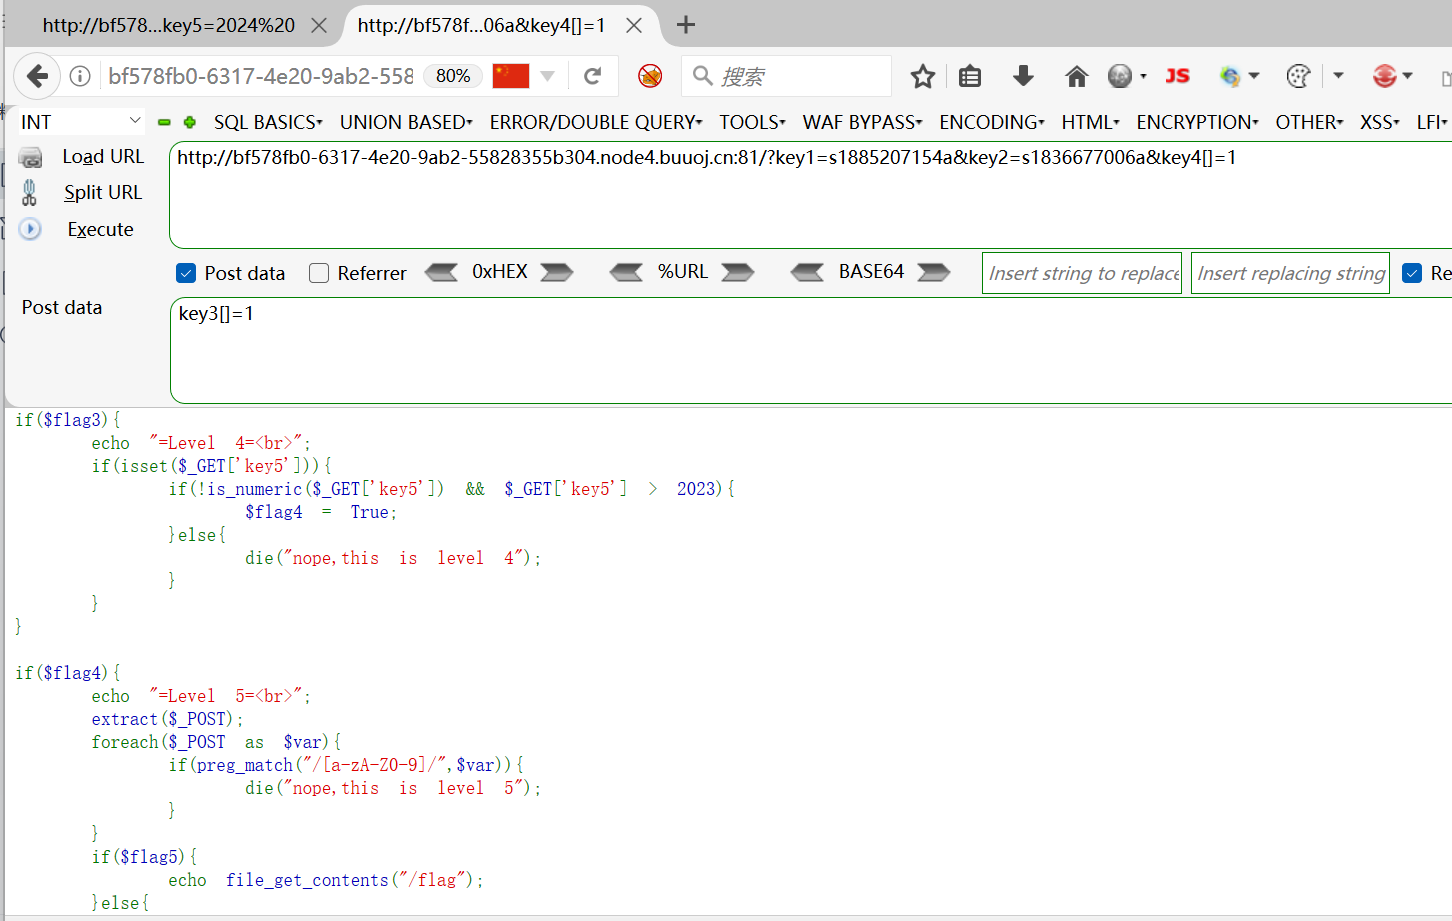 http://bf578...key5=2024%20
http://bf578f...06a&key4[]=1
bf578fb0-6317-4e20-9ab2-558
80%
搜索
JS
INT
SQL BASICS
UNION BASED
ERROR/DOUBLE QUERY
TOOLS
WAF BYPASS
ENCODING
HTML
ENCRYPTION
OTHER
XSS
LFI
Load URL
Split URL
Execute
http://bf578fb0-6317-4e20-9ab2-55828355b304.node4.buuoj.cn:81/?key1=s1885207154a&key2=s1836677006a&key4[]=1
Post data
Referrer
0xHEX
%URL
BASE64
Insert string to replace
Insert replacing string
Re
Post data
key3[]=1
if($flag3){
echo "=Level 4=<br>";
if(isset($_GET['key5'])){
if(!is_numeric($_GET['key5']) && $_GET['key5'] > 2023){
$flag4 = True;
}else{
die("nope,this is level 4");
}
}
}
if($flag4){
echo "=Level 5=<br>";
extract($_POST);
foreach($_POST as $var){
if(preg_match("/[a-zA-Z0-9]/",$var)){
die("nope,this is level 5");
}
}
if($flag5){
echo file_get_contents("/flag");
}else{